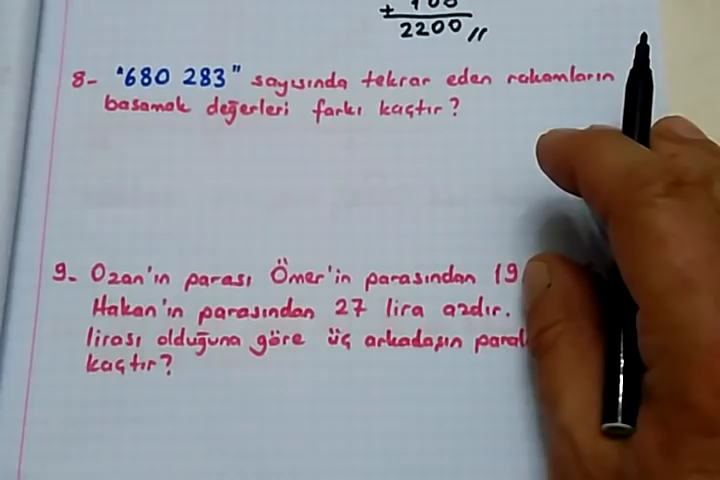 2200 //
8- "680 283" sayısında tekrar eden rakamların
basamak değerleri farkı kaçtır?
9- Ozan'ın parası Ömer'in parasından 19
Hakan'ın parasından 27 lira azdır.
lirası olduğuna göre üç arkadaşın
kaçtır?